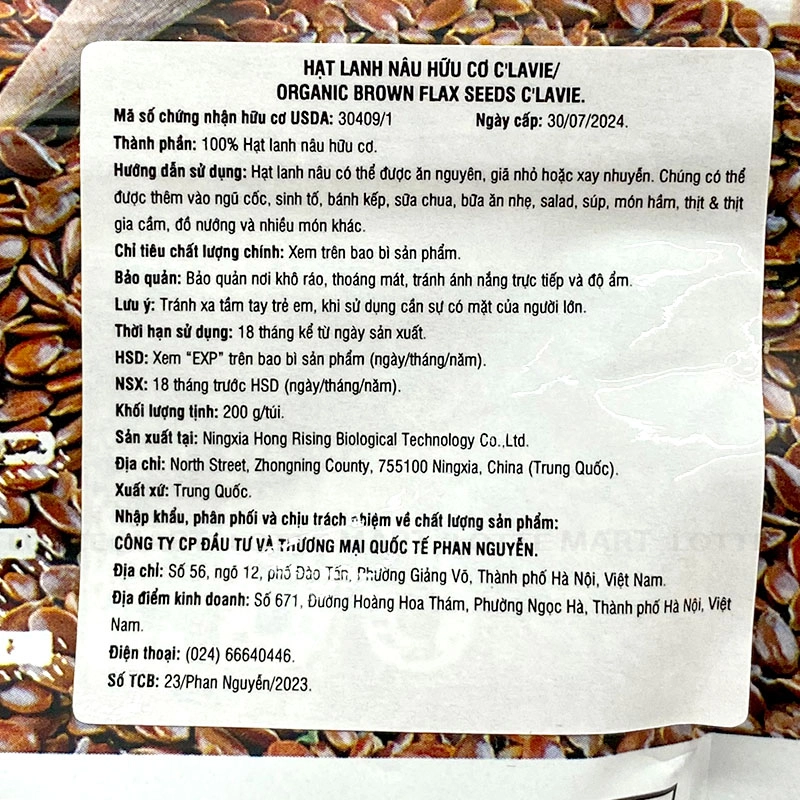 HẠT LANH NÂU HỮU CƠ C'LAVIE/
ORGANIC BROWN FLAX SEEDS C'LAVIE.
Mã số chứng nhận hữu cơ USDA: 30409/1 Ngày cấp: 30/07/2024.
Thành phần: 100% Hạt lanh nâu hữu cơ.
Hướng dẫn sử dụng: Hạt lanh nâu có thể được ăn nguyên, giã nhỏ hoặc xay nhuyễn. Chúng có thể
được thêm vào ngũ cốc, sinh tố, bánh kếp, sữa chua, bữa ăn nhẹ, salad, súp, món hầm, thịt & thịt
gia cầm, đồ nướng và nhiều món khác.
Chỉ tiêu chất lượng chính: Xem trên bao bì sản phẩm.
Bảo quản: Bảo quản nơi khô ráo, thoáng mát, tránh ánh nắng trực tiếp và độ ẩm.
Lưu ý: Tránh xa tầm tay trẻ em, khi sử dụng cần sự có mặt của người lớn.
Thời hạn sử dụng: 18 tháng kể từ ngày sản xuất.
HSD: Xem “EXP” trên bao bì sản phẩm (ngày/tháng/năm).
NSX: 18 tháng trước HSD (ngày/tháng/năm).
Khối lượng tịnh: 200 g/túi.
Sản xuất tại: Ningxia Hong Rising Biological Technology Co.,Ltd.
Địa chỉ: North Street, Zhongning County, 755100 Ningxia, China (Trung Quốc).
Xuất xứ: Trung Quốc.
Nhập khẩu, phân phối và chịu trách nhiệm về chất lượng sản phẩm:
CÔNG TY CP ĐẦU TƯ VÀ THƯƠNG MẠI QUỐC TẾ PHAN NGUYỄN.
MART LOTTE
Địa chỉ: Số 56, ngõ 12, phố Đào Tấn, Phường Giảng Võ, Thành phố Hà Nội, Việt Nam.
Địa điểm kinh doanh: Số 671, Đường Hoàng Hoa Thám, Phường Ngọc Hà, Thành phố Hà Nội, Việt
Nam.
Điện thoại: (024) 66640446.
Số TCB: 23/Phan Nguyễn/2023.